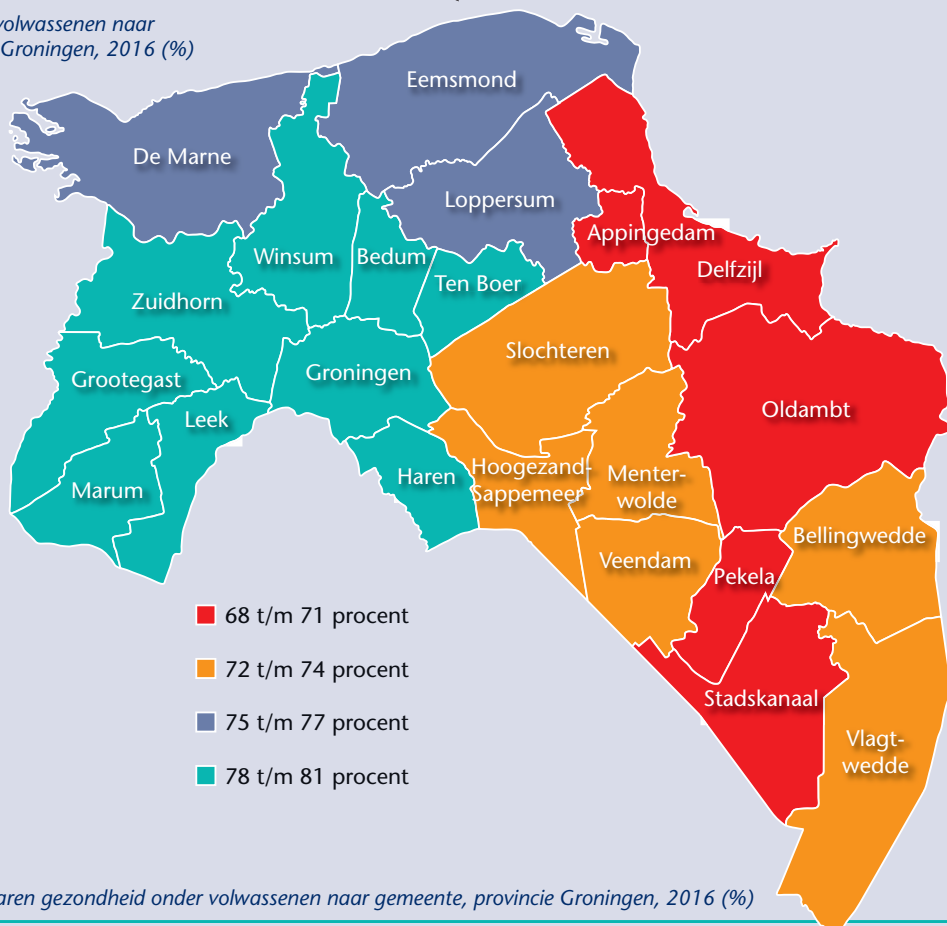 volwassenen naar
Groningen, 2016 (%)
Eemsmond
De Marne
Loppersum
Appingedam
Winsum
Bedum
Delfzijl
Ten Boer
Zuidhorn
Slochteren
Grootegast
Groningen
Leek
Oldambt
Marum
Haren
Hoogezand-
Sappemeer
Menter-
wolde
Bellingwedde
Veendam
Pekela
Stadskanaal
Vlagt-
wedde
68 t/m 71 procent
72 t/m 74 procent
75 t/m 77 procent
78 t/m 81 procent
gezondheid onder volwassenen naar gemeente, provincie Groningen, 2016 (%)